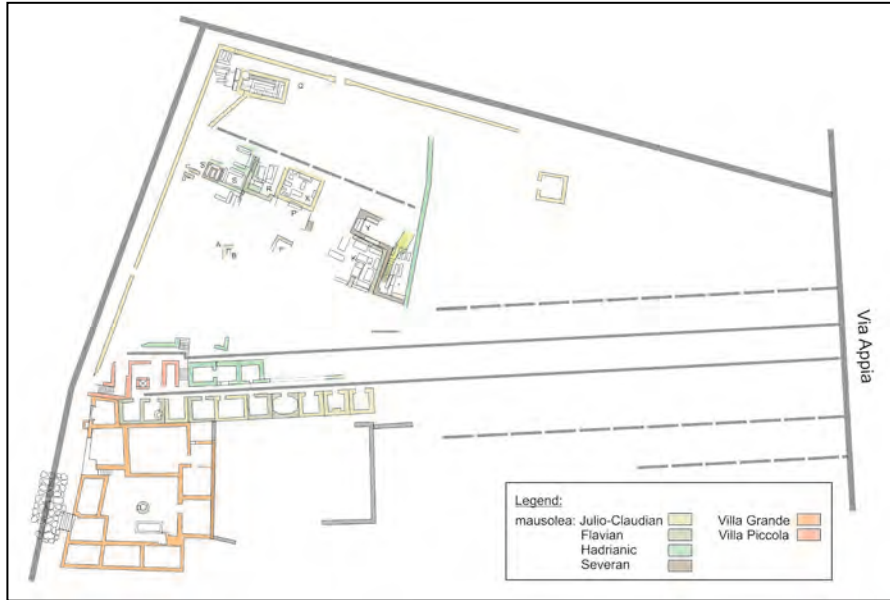 Q
S
S
R
X
P
Y
A
B
F
X
Via Appia
Legend:
mausolea: Julio-Claudian
Flavian
Hadrianic
Severan
Villa Grande
Villa Piccola